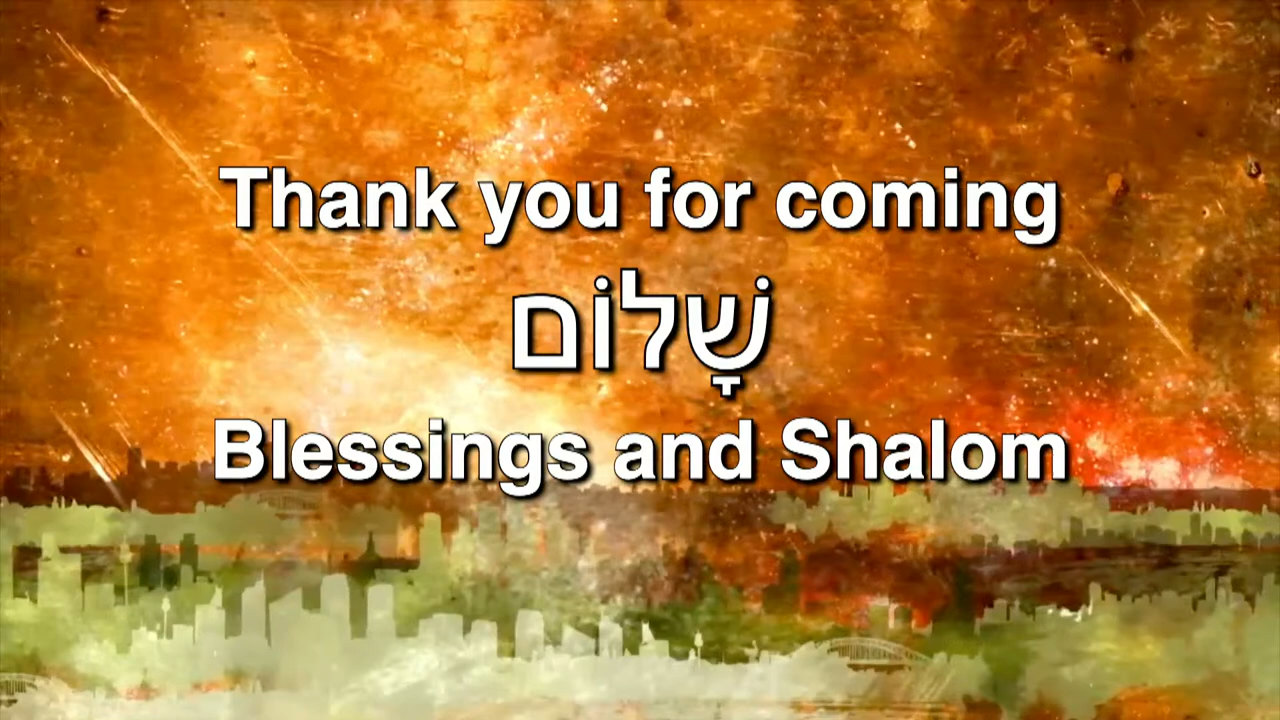 Thank you for coming
שָׁלוֹם
Blessings and Shalom